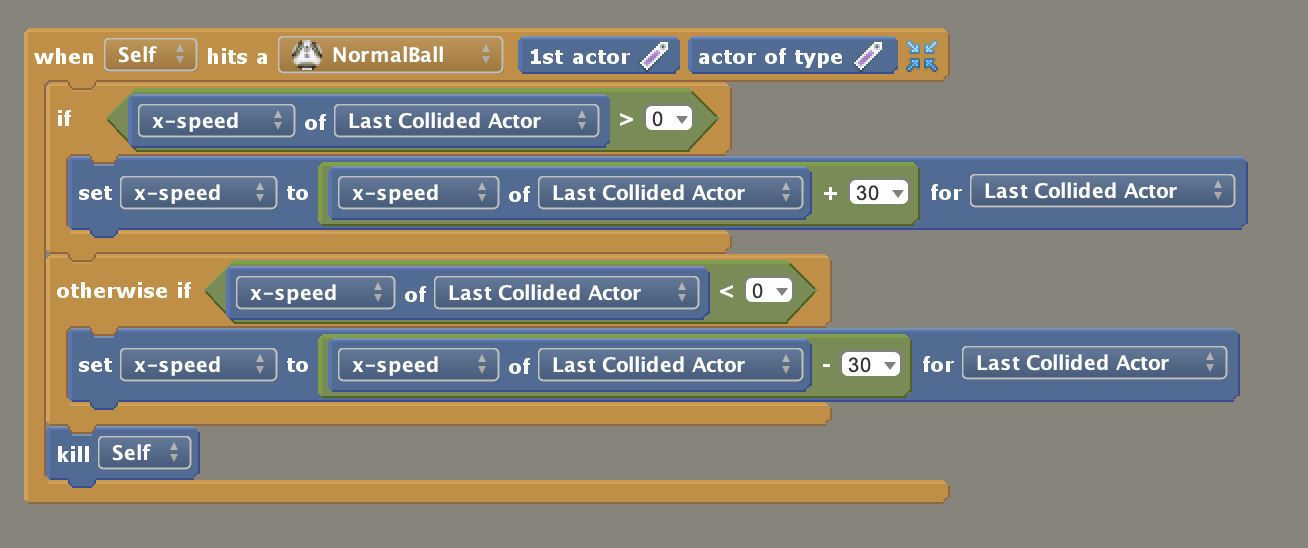 when Self hits a NormalBall 1st actor actor of type
if x-speed of Last Collided Actor > 0
set x-speed to x-speed of Last Collided Actor + 30 for Last Collided Actor
otherwise if x-speed of Last Collided Actor < 0
set x-speed to x-speed of Last Collided Actor - 30 for Last Collided Actor
kill Self